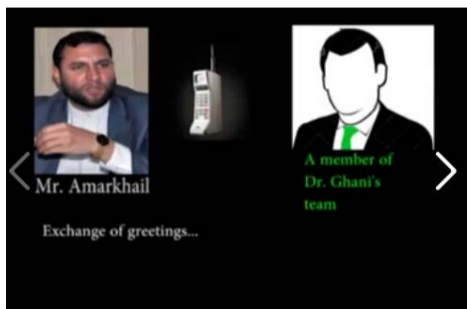 Mr. Amarkhail
A member of
Dr. Ghani's
team
Exchange of greetings...